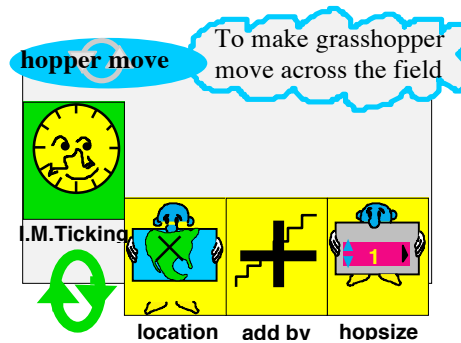 hopper move
To make grasshopper
move across the field
I.M.Ticking
1
location
add by
hopsize